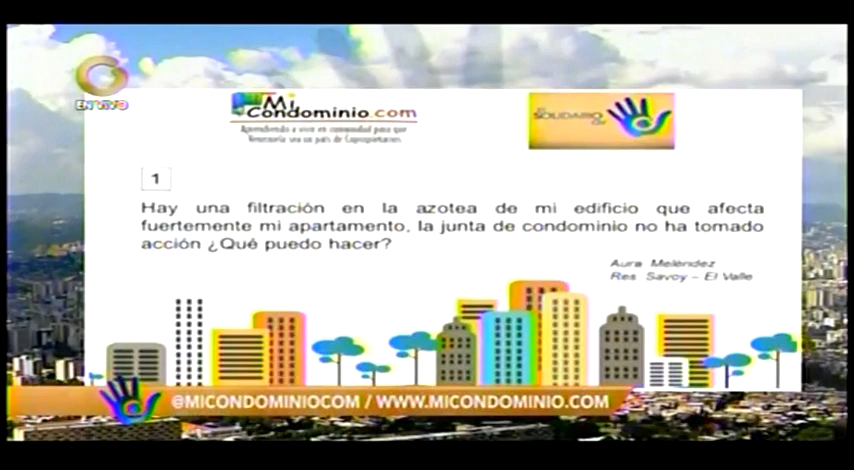 EN VIVO
Mi
Condominio.com
Aprendiendo a vivir en comunidad para que
Venezuela sea un país de Copropietarios
SOLIDARIO
1
Hay una filtración en la azotea de mi edificio que afecta
fuertemente mi apartamento, la junta de condominio no ha tomado
acción ¿Qué puedo hacer?
Aura Meléndez
Res Savoy – El Valle
@MICONDOMINIOCOM / WWW.MICONDOMINIO.COM